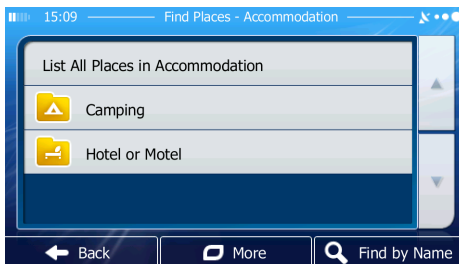 15:09 Find Places - Accommodation
List All Places in Accommodation
Camping
Hotel or Motel
Back More Find by Name